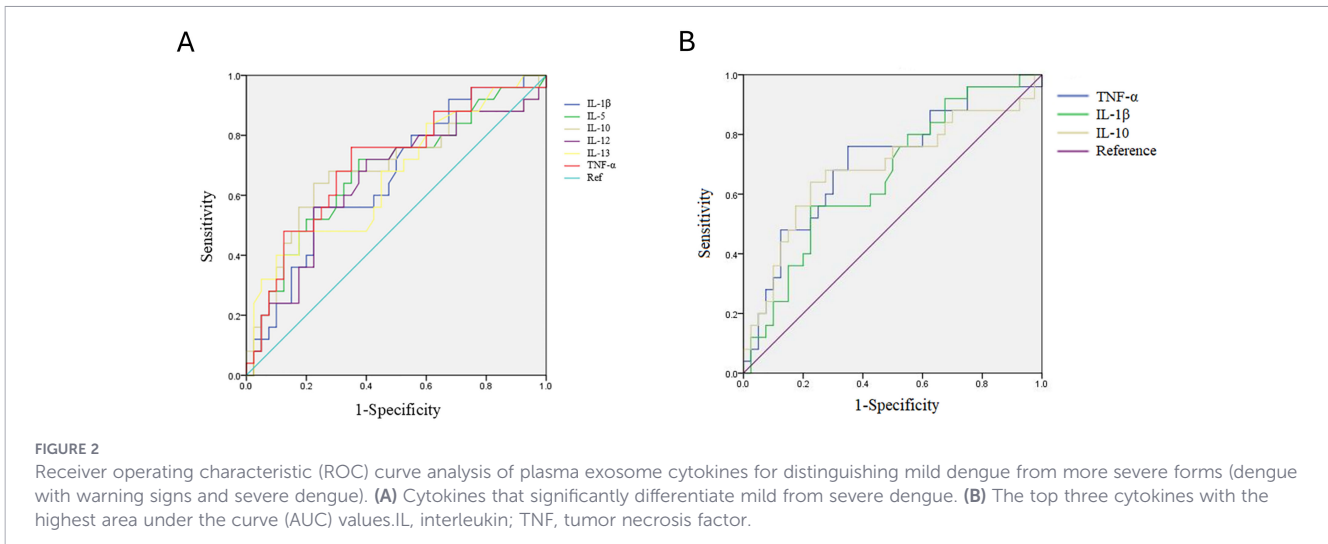 A
1.0
0.8
0.6
0.4
0.2
0.0
Sensitivity
0.0 0.2 0.4 0.6 0.8 1.0
1-Specificity
IL-1β
IL-5
IL-10
IL-12
IL-13
TNF-α
Ref
B
1.0
0.8
0.6
0.4
0.2
0.0
Sensitivity
0.0 0.2 0.4 0.6 0.8 1.0
1-Specificity
TNF-α
IL-1β
IL-10
Reference
FIGURE 2
Receiver operating characteristic (ROC) curve analysis of plasma exosome cytokines for distinguishing mild dengue from more severe forms (dengue
with warning signs and severe dengue). (A) Cytokines that significantly differentiate mild from severe dengue. (B) The top three cytokines with the
highest area under the curve (AUC) values.IL, interleukin; TNF, tumor necrosis factor.